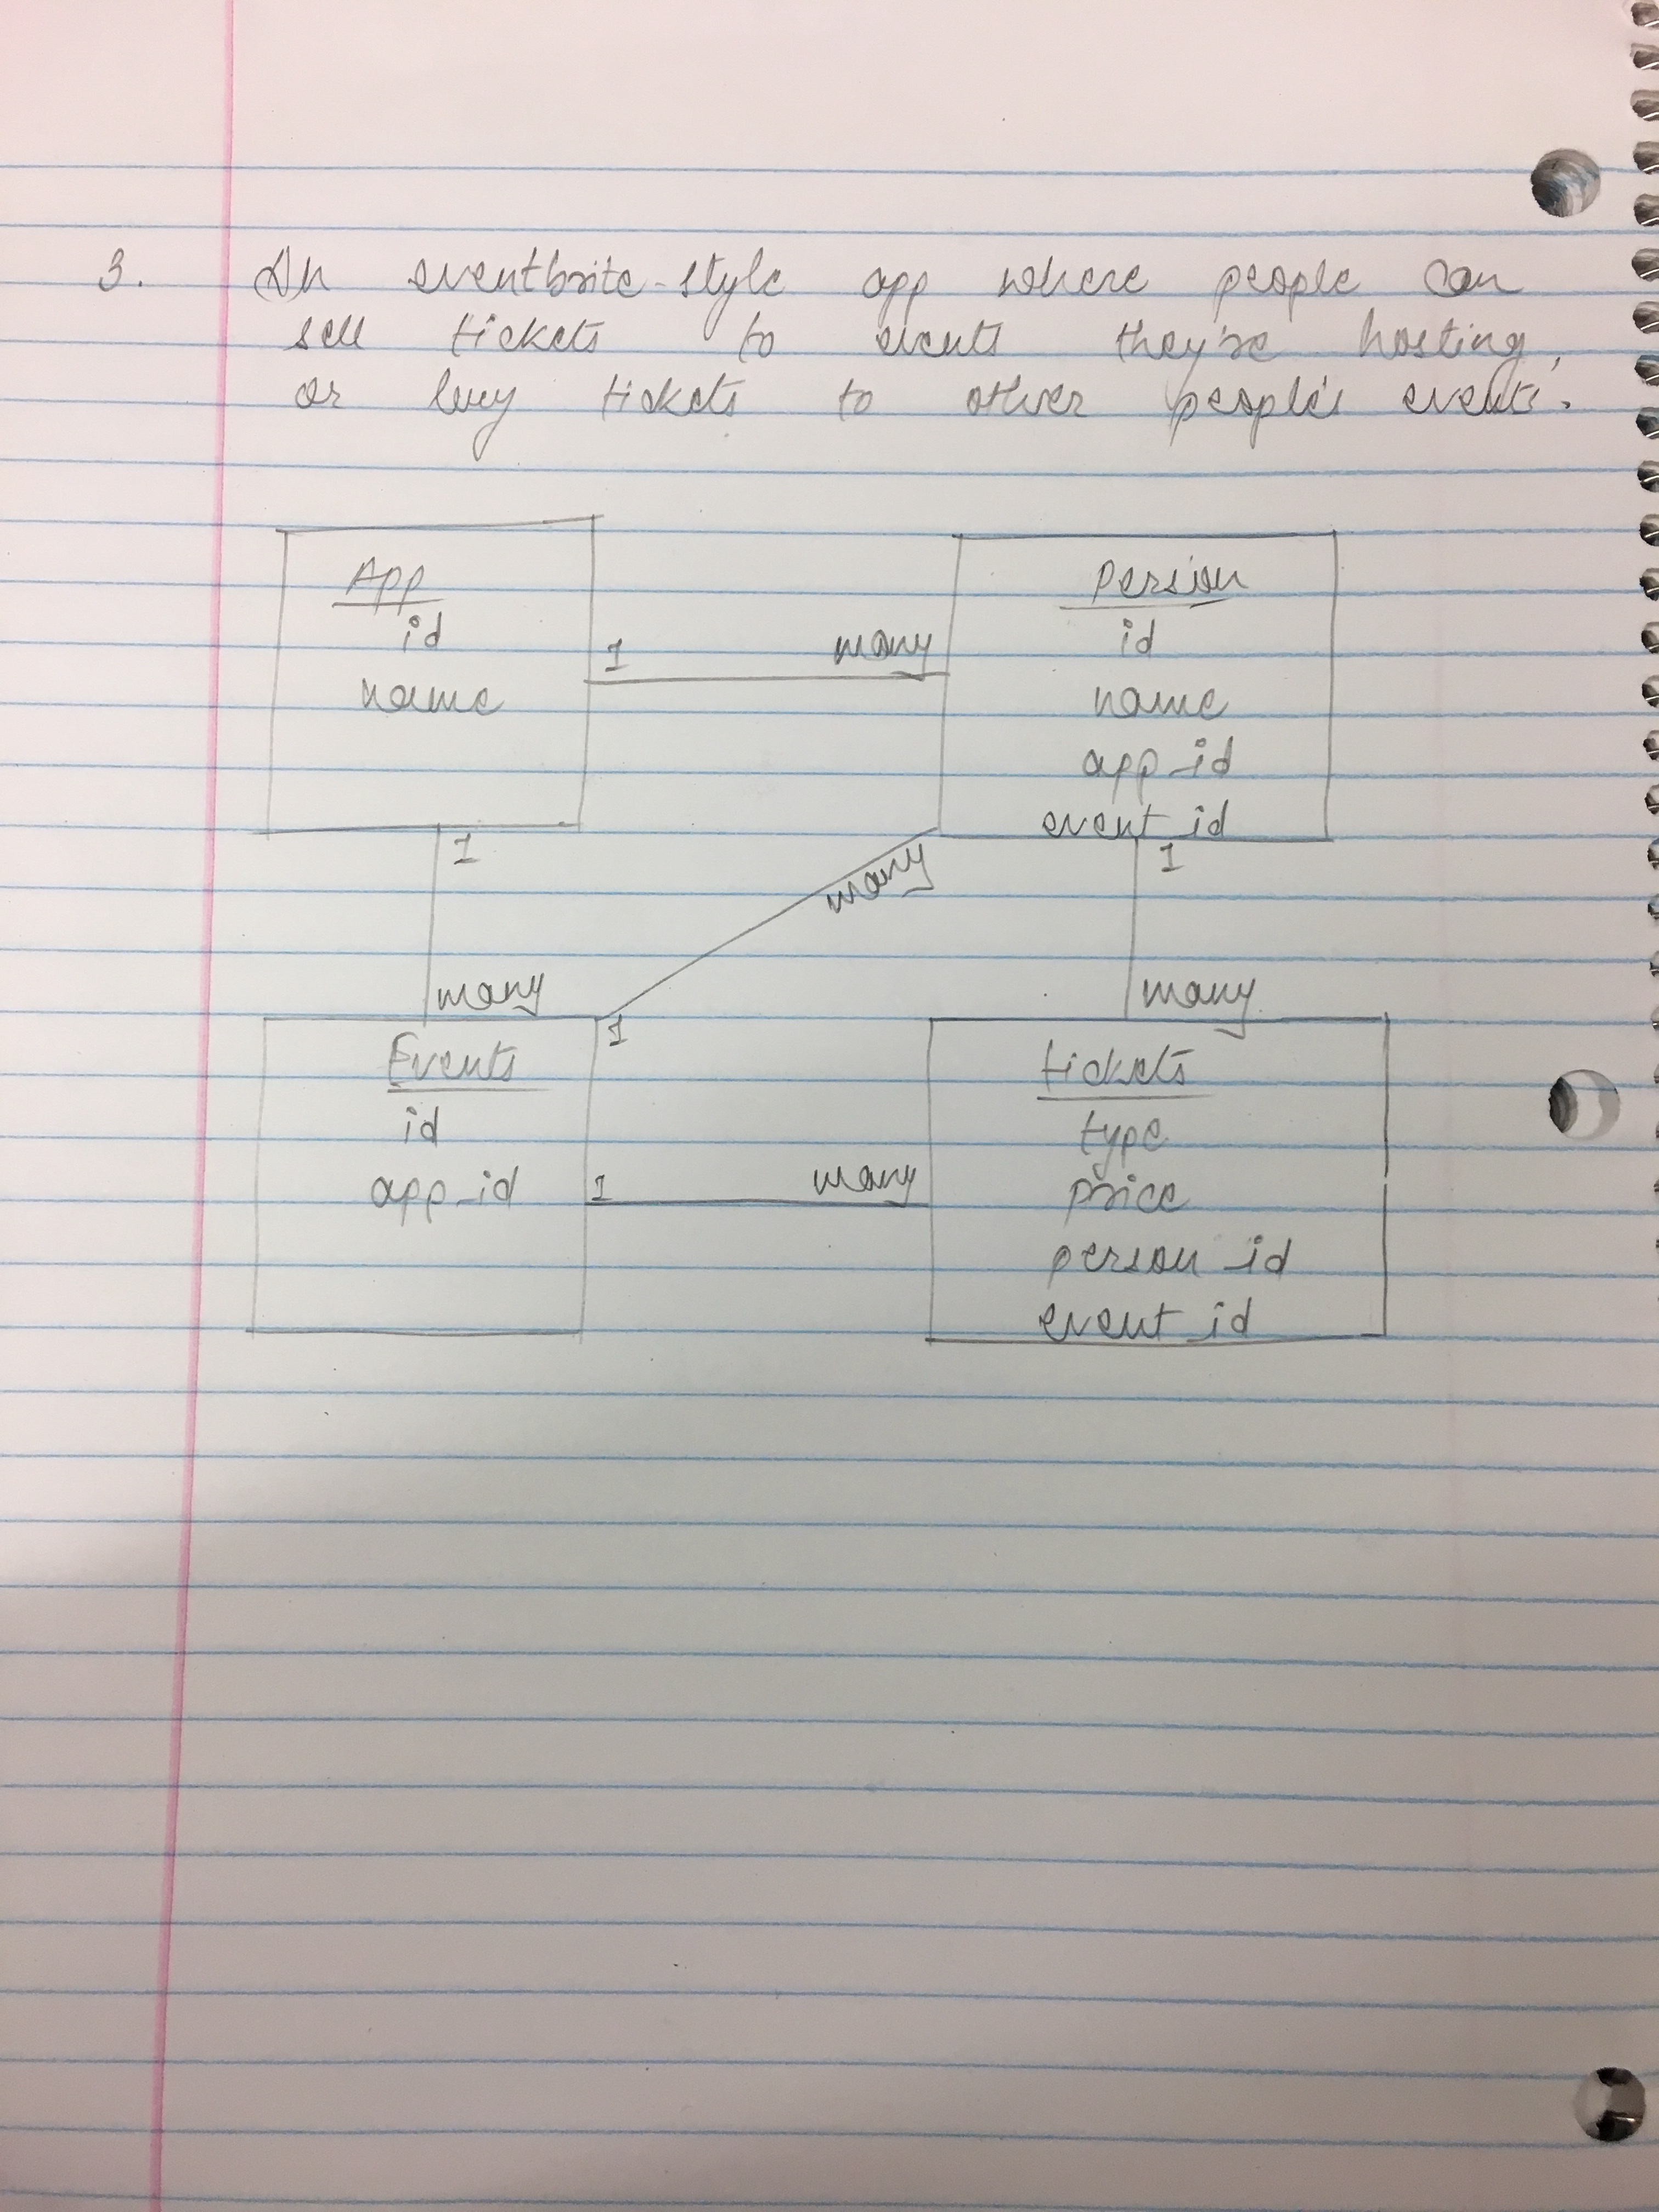 3. An eventbrite-style app where people can
sell tickets to events they're hosting,
or buy tickets to other people's events.
App
id
name
1 many
Person
id
name
app_id
event_id
1
many
many
1
1
many
Events
id
app_id
1 many
tickets
type
price
person_id
event_id